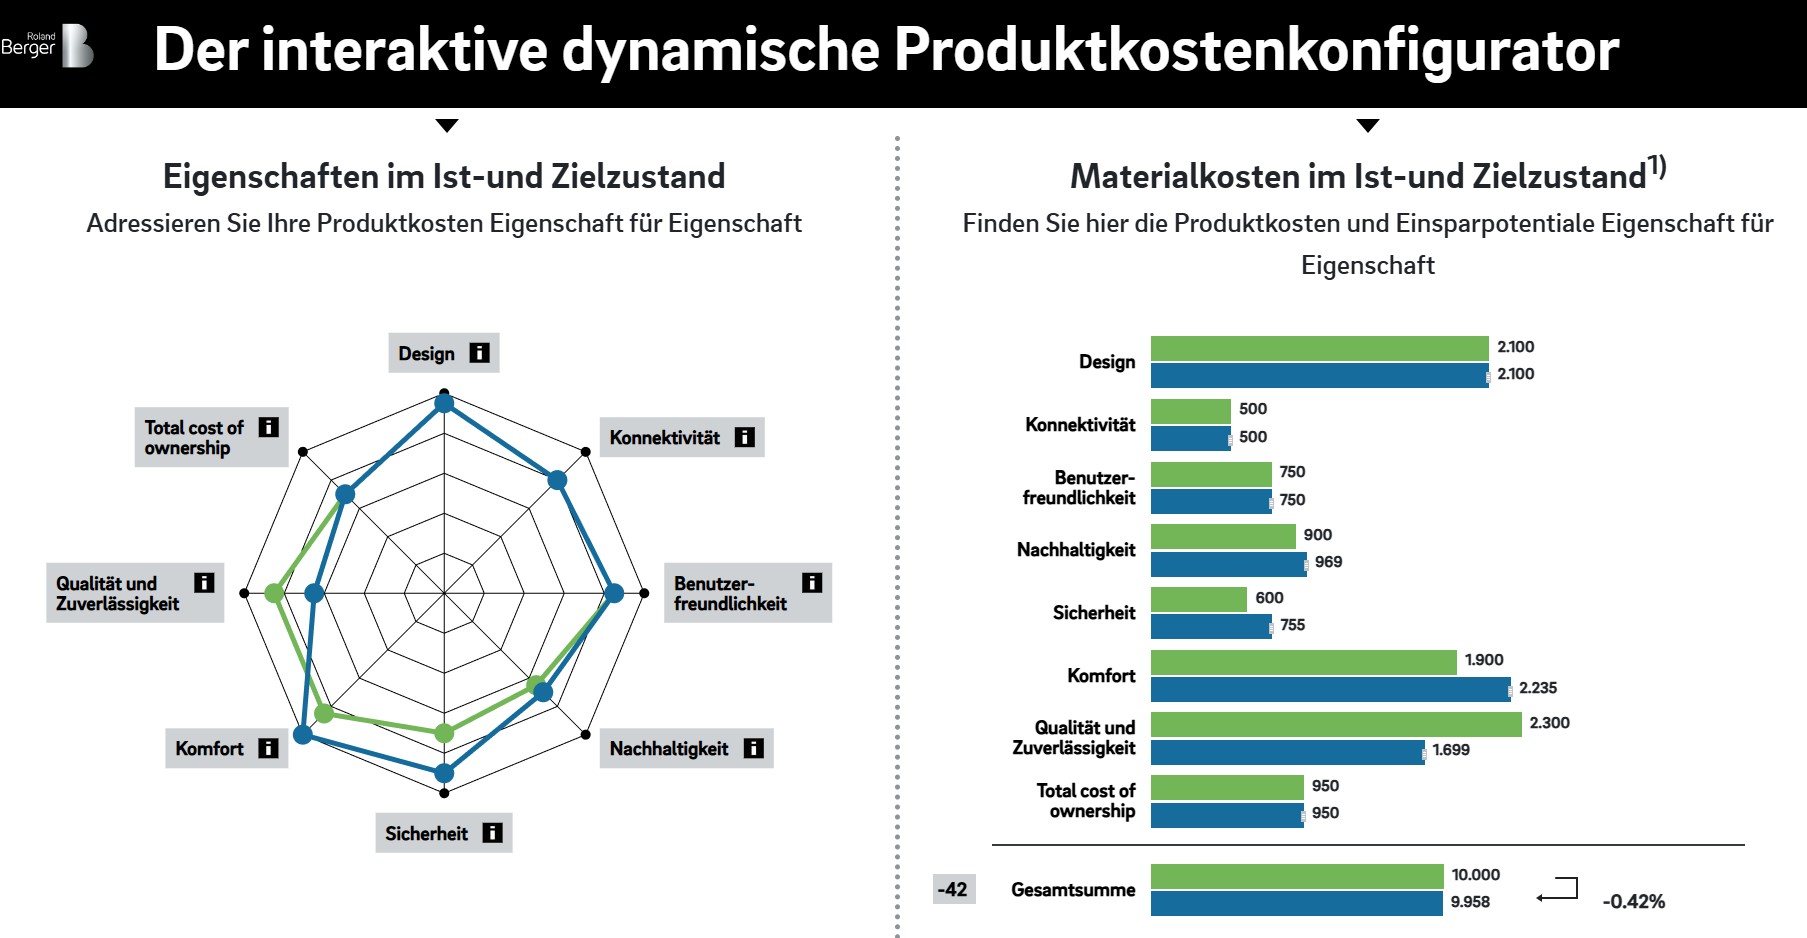 Roland
Berger
Der interaktive dynamische Produktkostenkonfigurator
Eigenschaften im Ist-und Zielzustand
Adressieren Sie Ihre Produktkosten Eigenschaft für Eigenschaft
Design i
Total cost of
ownership i
Konnektivität i
Qualität und
Zuverlässigkeit i
Benutzer-
freundlichkeit i
Komfort i
Nachhaltigkeit i
Sicherheit i
Materialkosten im Ist-und Zielzustand1)
Finden Sie hier die Produktkosten und Einsparpotentiale Eigenschaft für
Eigenschaft
Design
2.100
2.100
Konnektivität
500
500
Benutzer-
freundlichkeit
750
750
Nachhaltigkeit
900
969
Sicherheit
600
755
Komfort
1.900
2.235
Qualität und
Zuverlässigkeit
2.300
1.699
Total cost of
ownership
950
950
-42
Gesamtsumme
10.000
9.958
-0.42%